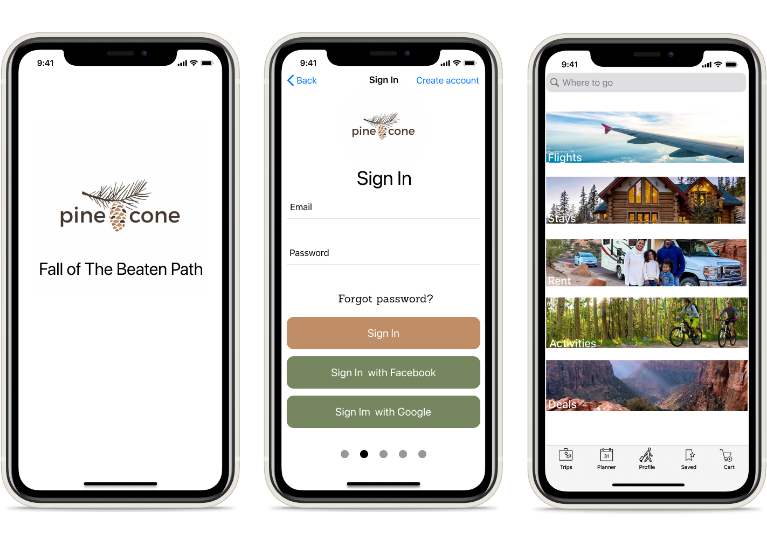 9:41
pine cone
Fall of The Beaten Path
9:41
Back Sign In Create account
pine cone
Sign In
Email
Password
Forgot password?
Sign In
Sign In with Facebook
Sign Im with Google
9:41
Where to go
Flights
Stays
Rent
Activities
Deals
31
Trips Planner Profile Saved Cart